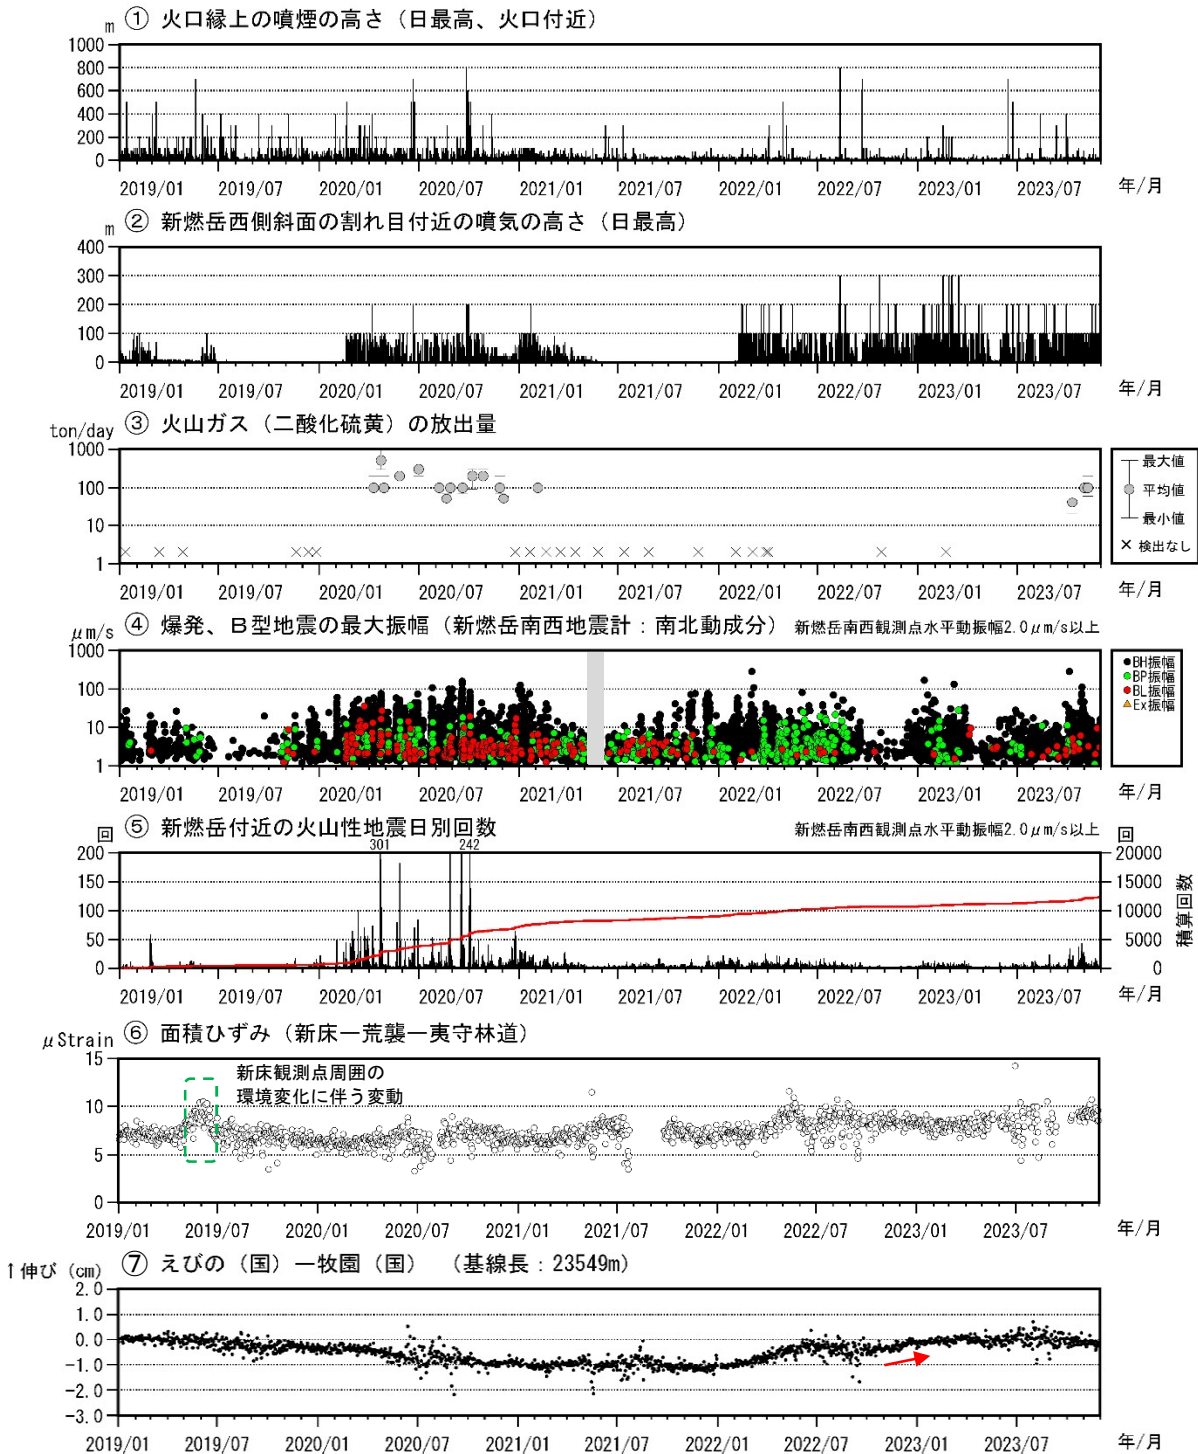 ① 火口縁上の噴煙の高さ（日最高、火口付近）
m
1000
800
600
400
200
0
2019/01 2019/07 2020/01 2020/07 2021/01 2021/07 2022/01 2022/07 2023/01 2023/07 年/月
② 新燃岳西側斜面の割れ目付近の噴気の高さ（日最高）
m
400
300
200
100
0
2019/01 2019/07 2020/01 2020/07 2021/01 2021/07 2022/01 2022/07 2023/01 2023/07 年/月
③ 火山ガス（二酸化硫黄）の放出量
ton/day
1000
100
10
1
最大値
平均値
最小値
× 検出なし
2019/01 2019/07 2020/01 2020/07 2021/01 2021/07 2022/01 2022/07 2023/01 2023/07 年/月
④ 爆発、B型地震の最大振幅（新燃岳南西地震計：南北動成分） 新燃岳南西観測点水平動振幅2.0μm/s以上
μm/s
1000
100
10
1
BH振幅
BP振幅
BL振幅
Ex振幅
2019/01 2019/07 2020/01 2020/07 2021/01 2021/07 2022/01 2022/07 2023/01 2023/07 年/月
⑤ 新燃岳付近の火山性地震日別回数 新燃岳南西観測点水平動振幅2.0μm/s以上
回 回
301 242
200 20000
150 15000
100 10000
50 5000
0 0
積算回数
2019/01 2019/07 2020/01 2020/07 2021/01 2021/07 2022/01 2022/07 2023/01 2023/07 年/月
⑥ 面積ひずみ（新床ー荒襲ー夷守林道）
μStrain
15
10
5
0
新床観測点周囲の
環境変化に伴う変動
2019/01 2019/07 2020/01 2020/07 2021/01 2021/07 2022/01 2022/07 2023/01 2023/07 年/月
⑦ えびの（国）ー牧園（国） （基線長：23549m）
↑伸び（cm）
2.0
1.0
0.0
-1.0
-2.0
-3.0
2019/01 2019/07 2020/01 2020/07 2021/01 2021/07 2022/01 2022/07 2023/01 2023/07 年/月